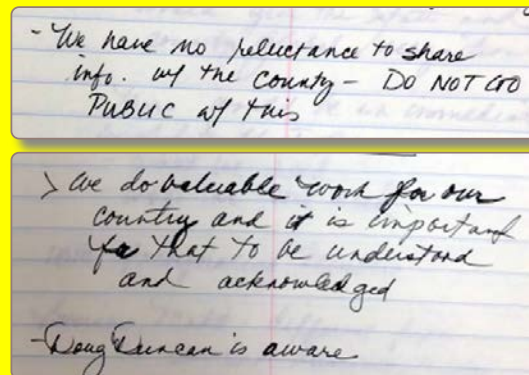 - We have no reluctance to share
info. w/ the county - DO NOT GO
PUBLIC w/ this
> We do valuable work for our
country and it is important
for that to be understood
and acknowledged
- Doug Duncan is aware